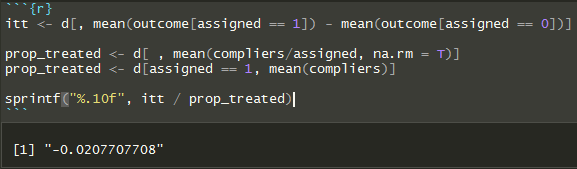 ```{r}
itt <- d[, mean(outcome[assigned == 1]) - mean(outcome[assigned == 0])]
prop_treated <- d[ , mean(compliers/assigned, na.rm = T)]
prop_treated <- d[assigned == 1, mean(compliers)]
sprintf("%.10f", itt / prop_treated)
```
[1] "-0.0207707708"